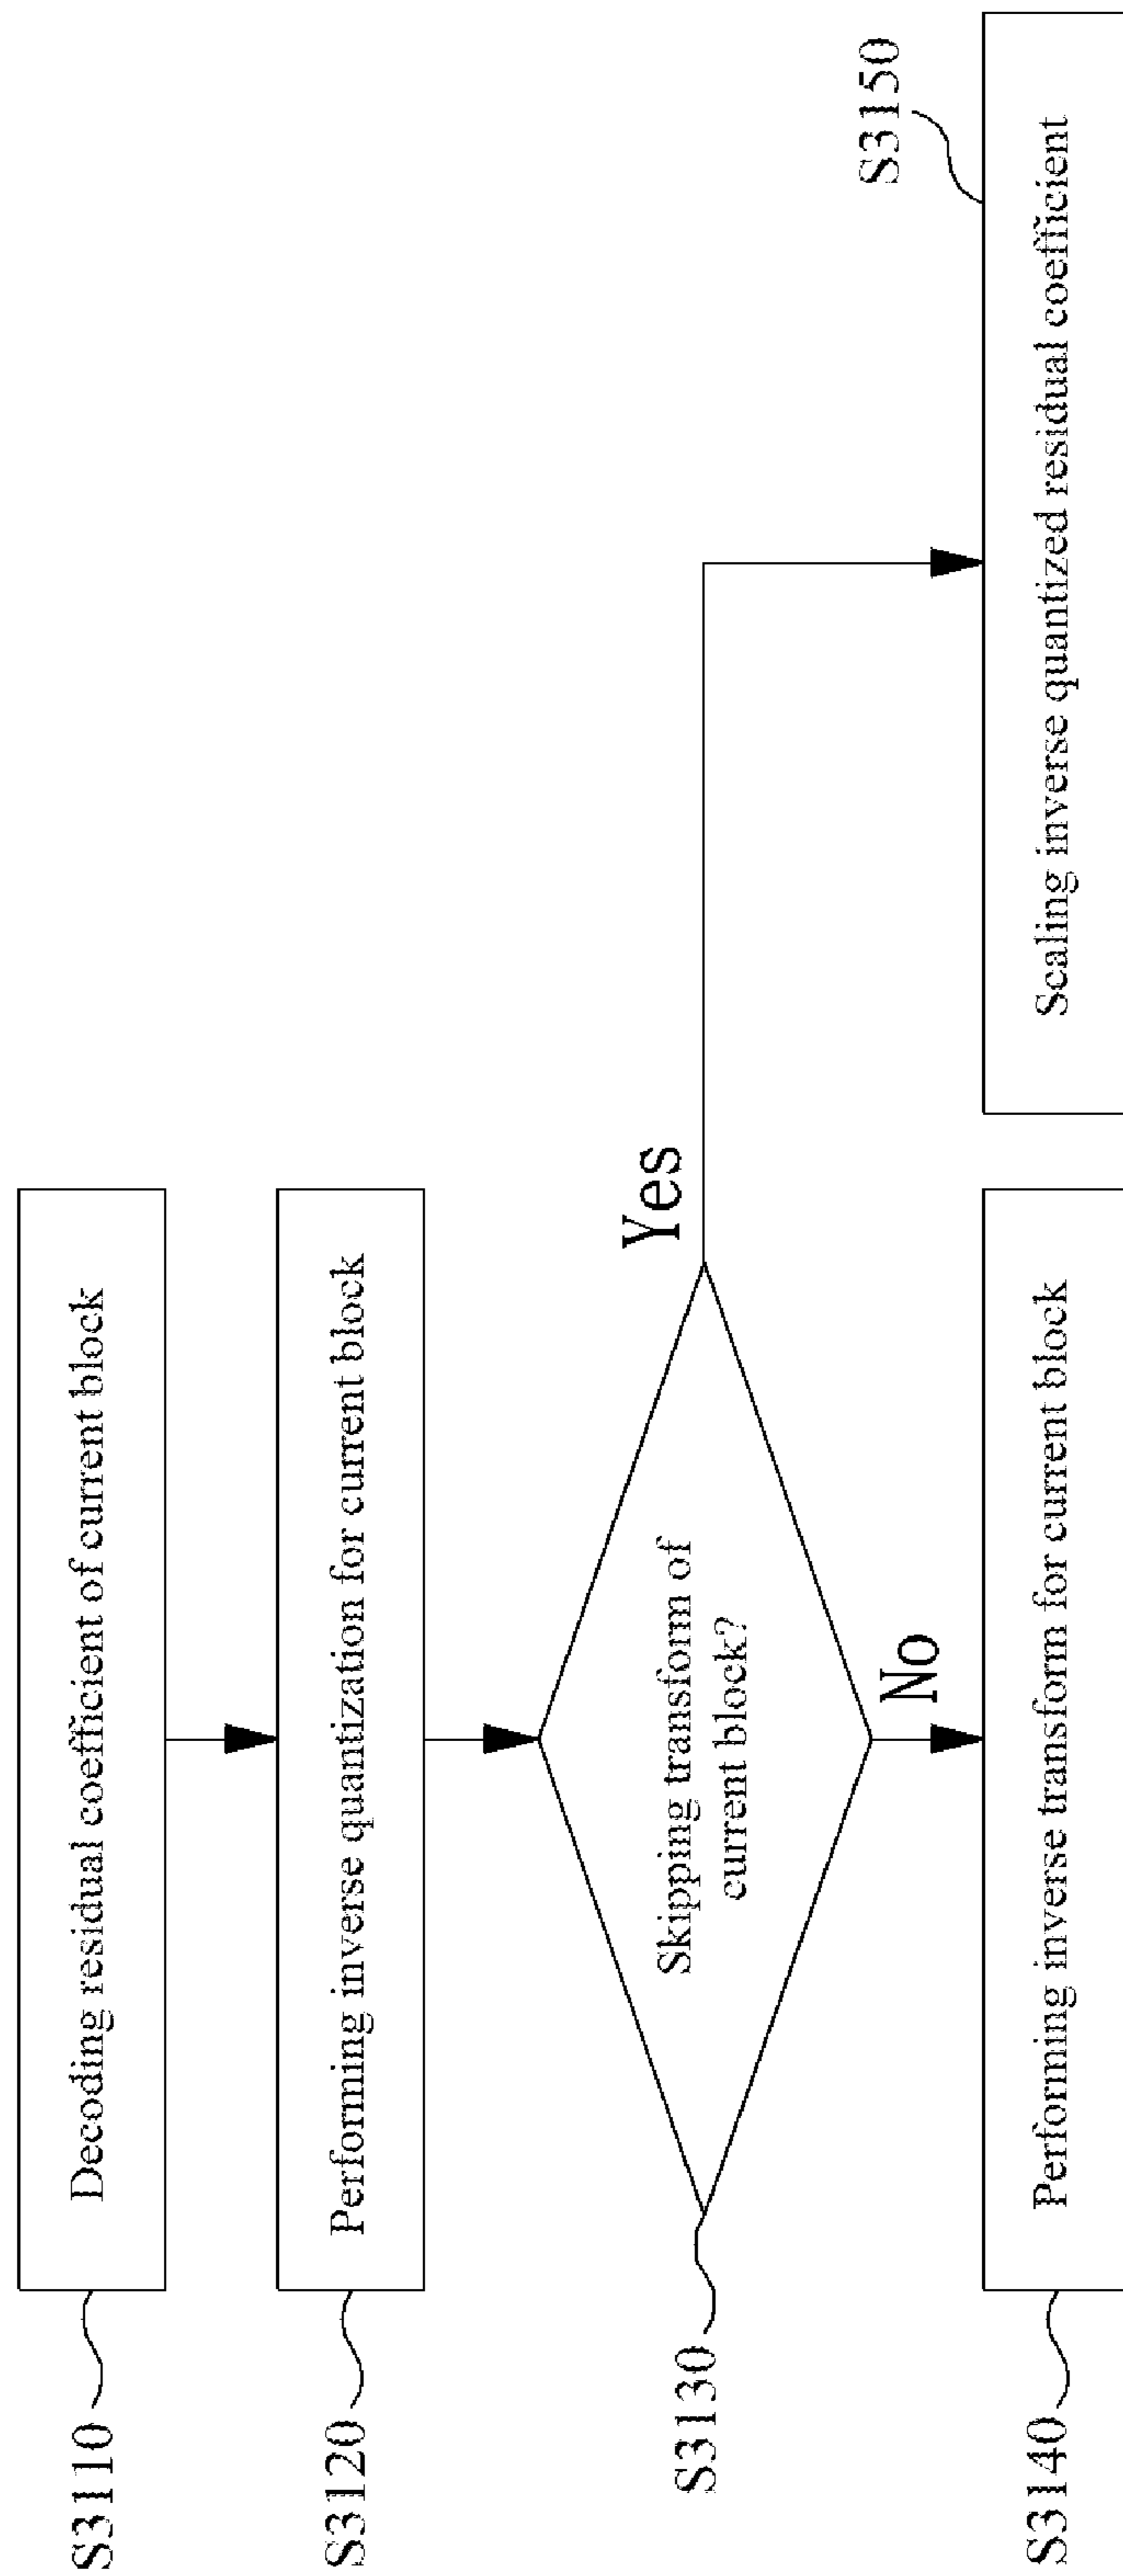 S3110
Decoding residual coefficient of current block
S3120
Performing inverse quantization for current block
S3130
Skipping transform of
current block?
Yes
No
S3140
Performing inverse transform for current block
S3150
Scaling inverse quantized residual coefficient